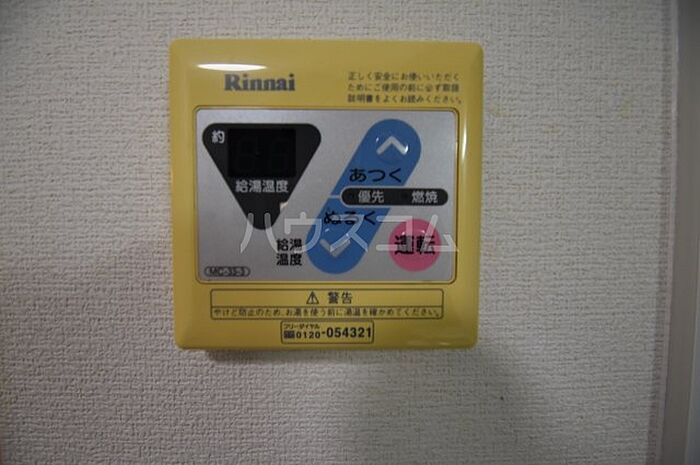 Rinnai
正しく安全にお使いいただく
ためにご使用の前に必ず取扱
説明書をよくお読みください。
約
給湯温度
あつく
優先 燃焼
ぬるく
給湯
温度
運転
MC-33-3
⚠ 警告
やけど防止のため、お湯を使う前に湯温を確かめてください。
フリーダイヤル
0120-054321
ハウスコム